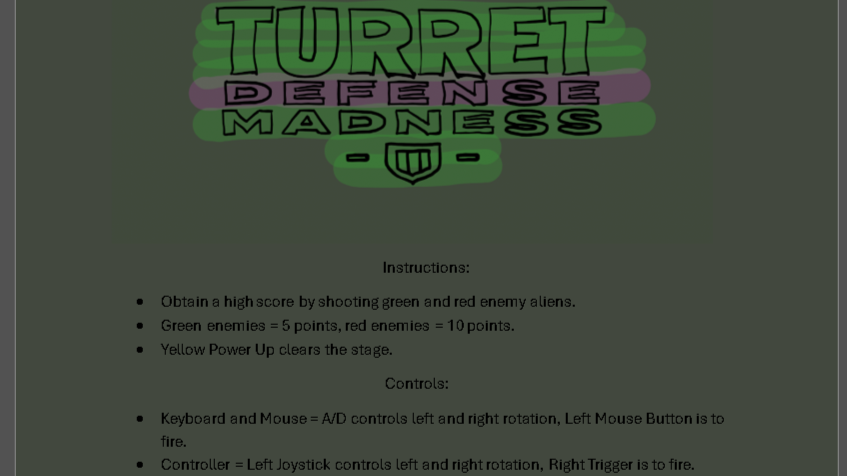 TURRET
DEFENSE
MADNESS
Instructions:
• Obtain a high score by shooting green and red enemy aliens.
• Green enemies = 5 points, red enemies = 10 points.
• Yellow Power Up clears the stage.
Controls:
• Keyboard and Mouse = A/D controls left and right rotation, Left Mouse Button is to
fire.
• Controller = Left Joystick controls left and right rotation, Right Trigger is to fire.